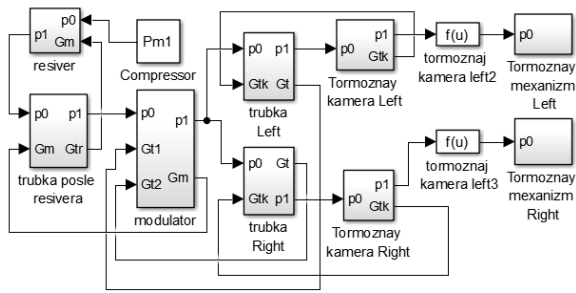 p0
p1
Gm
resiver
Pm1
Compressor
p0
p1
Gm
Gtr
trubka posle
resivera
p0
p1
Gt1
Gt2
Gm
modulator
p0
p1
Gtk
Gt
trubka
Left
p0
Gt
Gtk
p1
trubka
Right
p0
p1
Gtk
Tormoznay
kamera Left
p0
p1
Gtk
Tormoznay
kamera Right
f(u)
tormoznaj
kamera left2
f(u)
tormoznaj
kamera left3
p0
Tormoznay
mexanizm
Left
p0
Tormoznay
mexanizm
Right